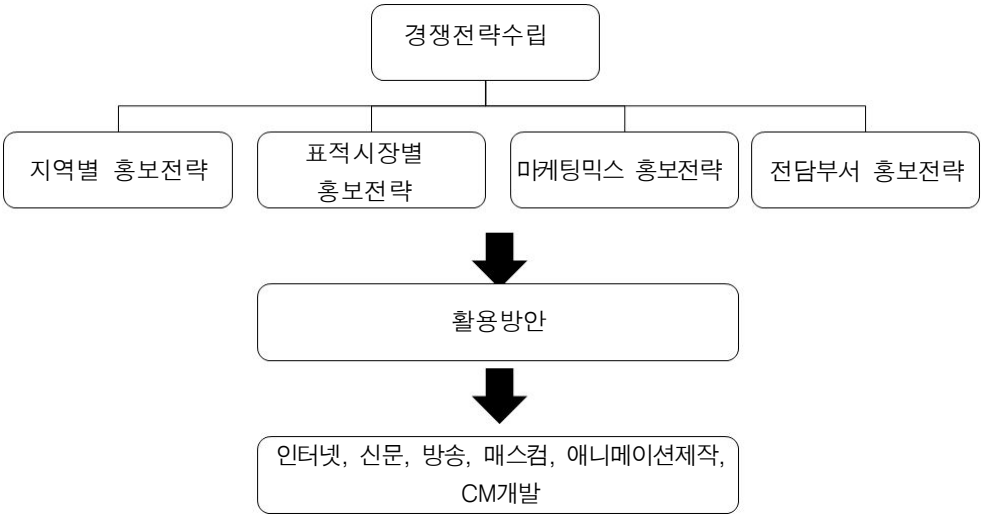 경쟁전략수립
지역별 홍보전략
표적시장별
홍보전략
마케팅믹스 홍보전략
전담부서 홍보전략
활용방안
인터넷, 신문, 방송, 매스컴, 애니메이션제작,
CM개발